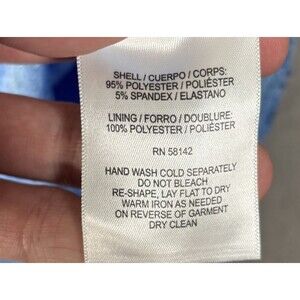 SHELL / CUERPO / CORPS:
95% POLYESTER / POLIÉSTER
5% SPANDEX / ELASTANO
LINING / FORRO / DOUBLURE:
100% POLYESTER / POLIÉSTER
RN 58142
HAND WASH COLD SEPARATELY
DO NOT BLEACH
RE-SHAPE, LAY FLAT TO DRY
WARM IRON AS NEEDED
ON REVERSE OF GARMENT
DRY CLEAN